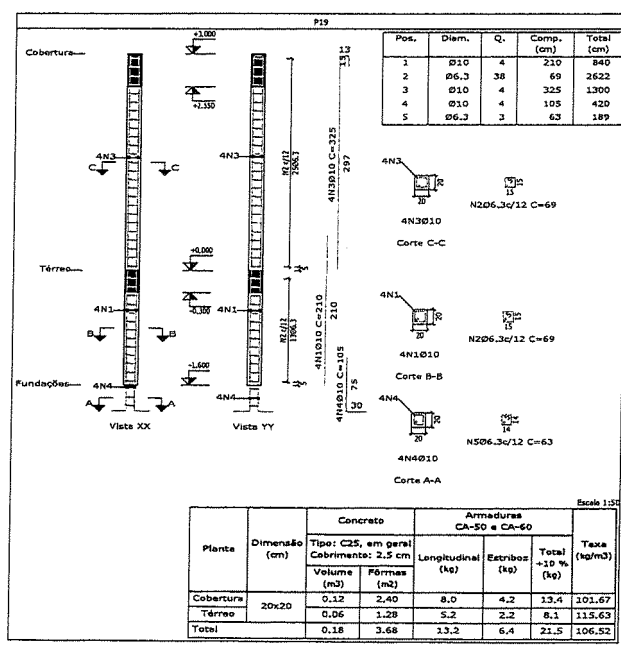 P19
Pos. Diam. Q. Comp. (cm) Total (cm)
1 Ø10 4 210 840
2 Ø6.3 38 69 2622
3 Ø10 4 325 1300
4 Ø10 4 105 420
5 Ø6.3 3 63 189
Cobertura
4N3
C C
Térreo
4N1
B B
Fundações
4N4
A A
Vista XX
+2,550
4N3
+0,000
-0,300
4N1
-1,600
4N4
Vista YY
N2c/12
25Ø6.3
5
N2c/12
13Ø6.3
5
13
15
4N3Ø10 C=325
297
4N1Ø10 C=210
210
4N4Ø10 C=105
75
30
4N3
20
20
4N3Ø10
Corte C-C
15
15
N2Ø6.3c/12 C=69
4N1
20
20
4N1Ø10
Corte B-B
15
15
N2Ø6.3c/12 C=69
4N4
20
20
4N4Ø10
Corte A-A
14
14
N5Ø6.3c/12 C=63
Escala 1:50
Planta Dimensão (cm) Concreto Armaduras CA-50 e CA-60 Taxa (kg/m3)
Tipo: C25, em geral
Cobrimento: 2.5 cm
Longitudinal (kg) Estribos (kg) Total +10 % (kg)
Volume (m3) Fôrmas (m2)
Cobertura 20x20 0.12 2.40 8.0 4.2 13.4 101.67
Térreo 0.06 1.28 5.2 2.2 8.1 115.63
Total 0.18 3.68 13.2 6.4 21.5 106.52